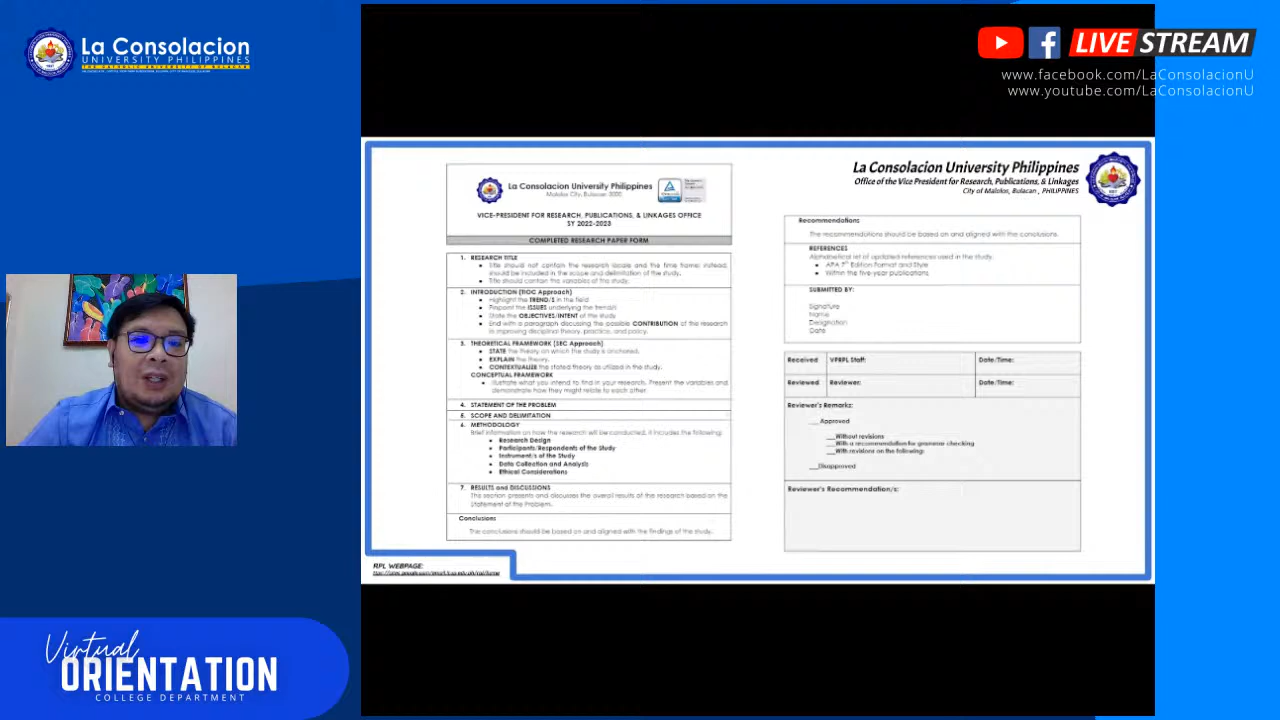 La Consolacion
UNIVERSITY PHILIPPINES
THE CATHOLIC UNIVERSITY OF BULACAN
LIVE STREAM
www.facebook.com/LaConsolacionU
www.youtube.com/LaConsolacionU
La Consolacion University Philippines
Malolos City, Bulacan 3000
VICE-PRESIDENT FOR RESEARCH, PUBLICATIONS, & LINKAGES OFFICE
SY 2022-2023
COMPLETED RESEARCH PAPER FORM
1. RESEARCH TITLE
• Title should not contain the research locale and the time frame; instead,
should be included in the scope and delimitation of the study.
• Title should contain the variables of the study.
2. INTRODUCTION (TIOC Approach)
• Highlight the TREND/S in the field
• Pinpoint the ISSUES underlying the trend/s
• State the OBJECTIVES/INTENT of the study
• End with a paragraph discussing the possible CONTRIBUTION of the research
in improving discipline theory, practice, and policy.
3. THEORETICAL FRAMEWORK (SEC Approach)
• STATE the theory on which the study is anchored.
• EXPLAIN the theory.
• CONTEXTUALIZE the stated theory as utilized in the study.
CONCEPTUAL FRAMEWORK
• Illustrate what you intend to find in your research. Present the variables and
demonstrate how they might relate to each other.
4. STATEMENT OF THE PROBLEM
5. SCOPE AND DELIMITATION
6. METHODOLOGY
Brief information on how the research will be conducted. It includes the following:
• Research Design
• Participants/Respondents of the Study
• Instrument/s of the Study
• Data Collection and Analysis
• Ethical Considerations
7. RESULTS and DISCUSSIONS
This section presents and discusses the overall results of the research based on the
Statement of the Problem.
Conclusions
The conclusions should be based on and aligned with the findings of the study.
La Consolacion University Philippines
Office of the Vice President for Research, Publications, & Linkages
City of Malolos, Bulacan, PHILIPPINES
Recommendations
The recommendations should be based on and aligned with the conclusions.
REFERENCES
Alphabetical list of updated references used in the study.
• APA 7th Edition Format and Style
• Within the five-year publications
SUBMITTED BY:
Signature
Name
Designation
Date
Received VPRPL Staff: Date/Time:
Reviewed Reviewer: Date/Time:
Reviewer's Remarks:
___Approved
___Without revisions
___With a recommendation for grammar checking
___With revisions on the following:
___Disapproved
Reviewer's Recommendation/s:
RPL WEBPAGE:
Virtual
ORIENTATION
COLLEGE DEPARTMENT